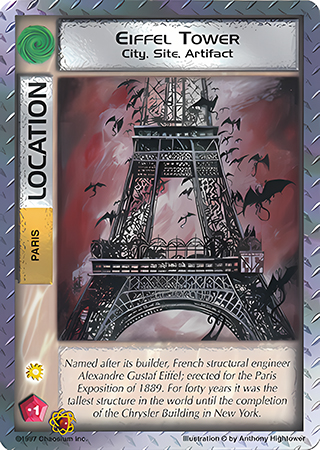 EIFFEL TOWER
City. Site. Artifact
LOCATION
PARIS
Named after its builder, French structural engineer
Alexandre Gustaf Eiffel; erected for the Paris
Exposition of 1889. For forty years it was the
tallest structure in the world until the completion
of the Chrysler Building in New York.
-1
©1997 Chaosium Inc.
Illustration © by Anthony Hightower